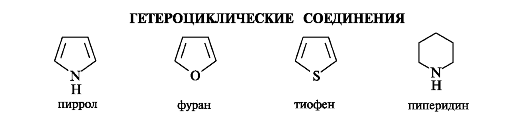 ГЕТЕРОЦИКЛИЧЕСКИЕ СОЕДИНЕНИЯ
N O S N
H H
пиррол фуран тиофен пиперидин